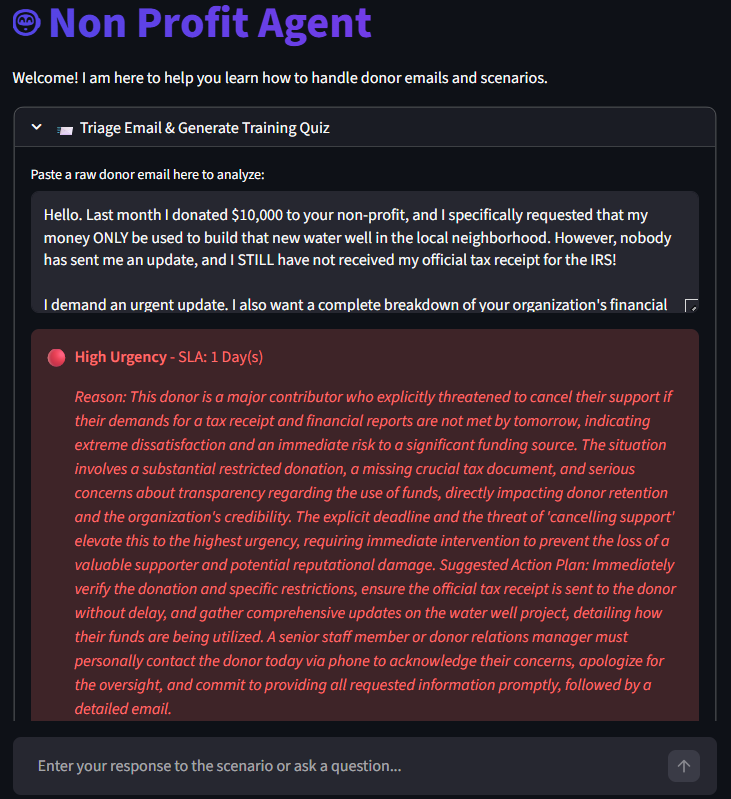 Non Profit Agent
Welcome! I am here to help you learn how to handle donor emails and scenarios.
Triage Email & Generate Training Quiz
Paste a raw donor email here to analyze:
Hello. Last month I donated $10,000 to your non-profit, and I specifically requested that my
money ONLY be used to build that new water well in the local neighborhood. However, nobody
has sent me an update, and I STILL have not received my official tax receipt for the IRS!
I demand an urgent update. I also want a complete breakdown of your organization's financial
High Urgency - SLA: 1 Day(s)
Reason: This donor is a major contributor who explicitly threatened to cancel their support if
their demands for a tax receipt and financial reports are not met by tomorrow, indicating
extreme dissatisfaction and an immediate risk to a significant funding source. The situation
involves a substantial restricted donation, a missing crucial tax document, and serious
concerns about transparency regarding the use of funds, directly impacting donor retention
and the organization's credibility. The explicit deadline and the threat of 'cancelling support'
elevate this to the highest urgency, requiring immediate intervention to prevent the loss of a
valuable supporter and potential reputational damage. Suggested Action Plan: Immediately
verify the donation and specific restrictions, ensure the official tax receipt is sent to the donor
without delay, and gather comprehensive updates on the water well project, detailing how
their funds are being utilized. A senior staff member or donor relations manager must
personally contact the donor today via phone to acknowledge their concerns, apologize for
the oversight, and commit to providing all requested information promptly, followed by a
detailed email.
Enter your response to the scenario or ask a question...